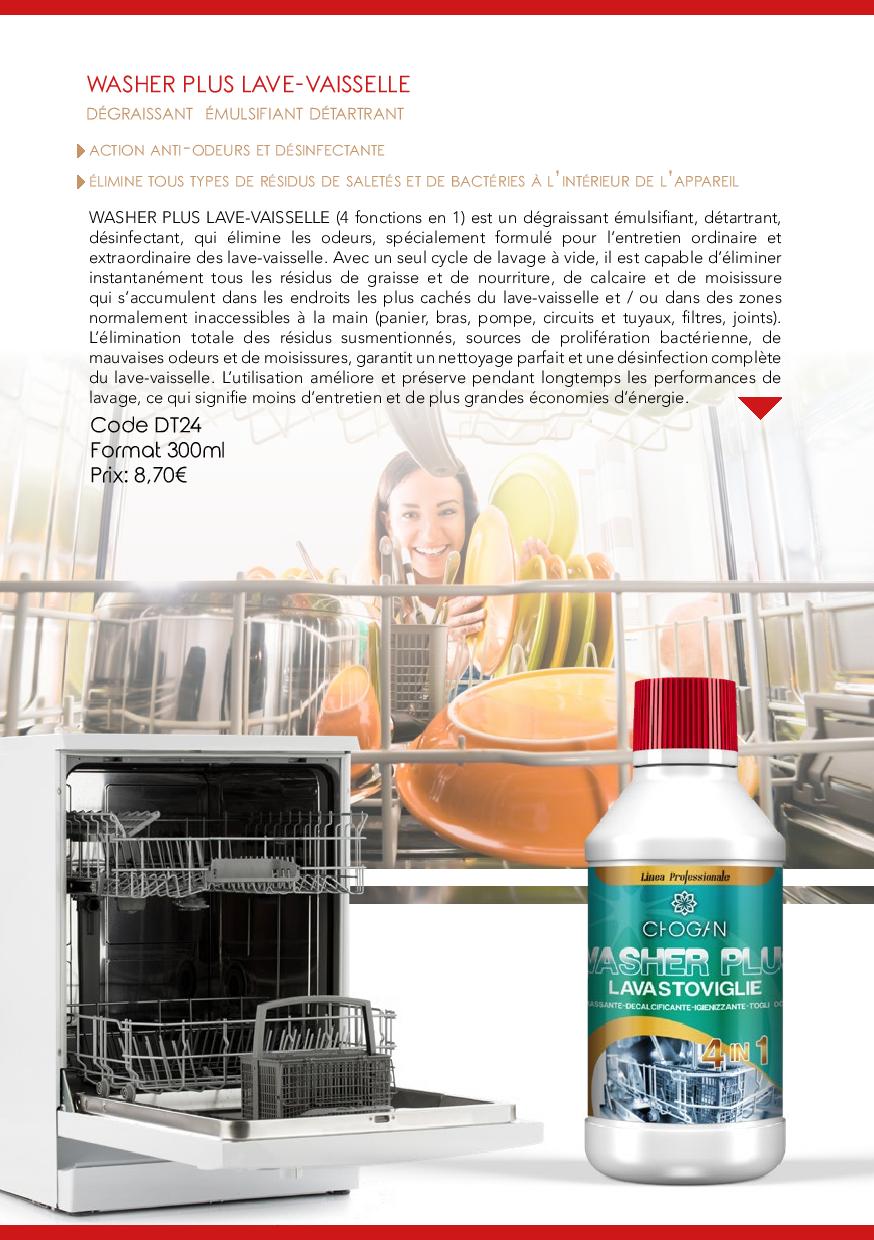 WASHER PLUS LAVE-VAISSELLE
DÉGRAISSANT ÉMULSIFIANT DÉTARTRANT
ACTION ANTI-ODEURS ET DÉSINFECTANTE
ÉLIMINE TOUS TYPES DE RÉSIDUS DE SALETÉS ET DE BACTÉRIES À L'INTÉRIEUR DE L'APPAREIL
WASHER PLUS LAVE-VAISSELLE (4 fonctions en 1) est un dégraissant émulsifiant, détartrant,
désinfectant, qui élimine les odeurs, spécialement formulé pour l'entretien ordinaire et
extraordinaire des lave-vaisselle. Avec un seul cycle de lavage à vide, il est capable d'éliminer
instantanément tous les résidus de graisse et de nourriture, de calcaire et de moisissure
qui s'accumulent dans les endroits les plus cachés du lave-vaisselle et / ou dans des zones
normalement inaccessibles à la main (panier, bras, pompe, circuits et tuyaux, filtres, joints).
L'élimination totale des résidus susmentionnés, sources de prolifération bactérienne, de
mauvaises odeurs et de moisissures, garantit un nettoyage parfait et une désinfection complète
du lave-vaisselle. L'utilisation améliore et préserve pendant longtemps les performances de
lavage, ce qui signifie moins d'entretien et de plus grandes économies d'énergie.
Code DT24
Format 300ml
Prix: 8,70€
Linea Professionale
CHOGAN
WASHER PLU
LAVASTOVIGLIE
RASSANTE-DECALCIFICANTE-IGIENIZZANTE-TOGLI OD
4 IN 1